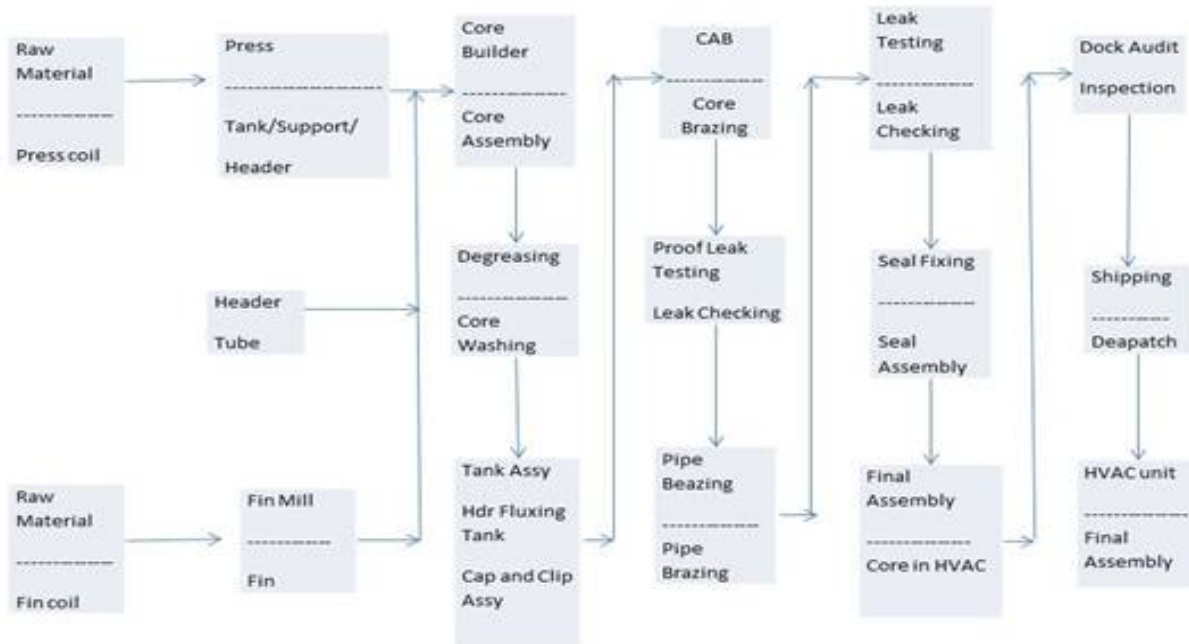 Raw
Material
------------------
Press coil
Press
-----------------------------
Tank/Support/
Header
Core
Builder
--------------------
Core
Assembly
CAB
------------------
Core
Brazing
Leak
Testing
------------------
Leak
Checking
Dock Audit
Inspection
Header
Tube
Degreasing
--------------------
Core
Washing
Proof Leak
Testing
Leak Checking
Seal Fixing
--------------------
Seal
Assembly
Shipping
--------------
Deapatch
Raw
Material
------------------
Fin coil
Fin Mill
---------------
Fin
Tank Assy
Hdr Fluxing
Tank
Cap and Clip
Assy
Pipe
Beazing
------------------
Pipe
Brazing
Final
Assembly
-------------------
Core in HVAC
HVAC unit
-------------------
Final
Assembly